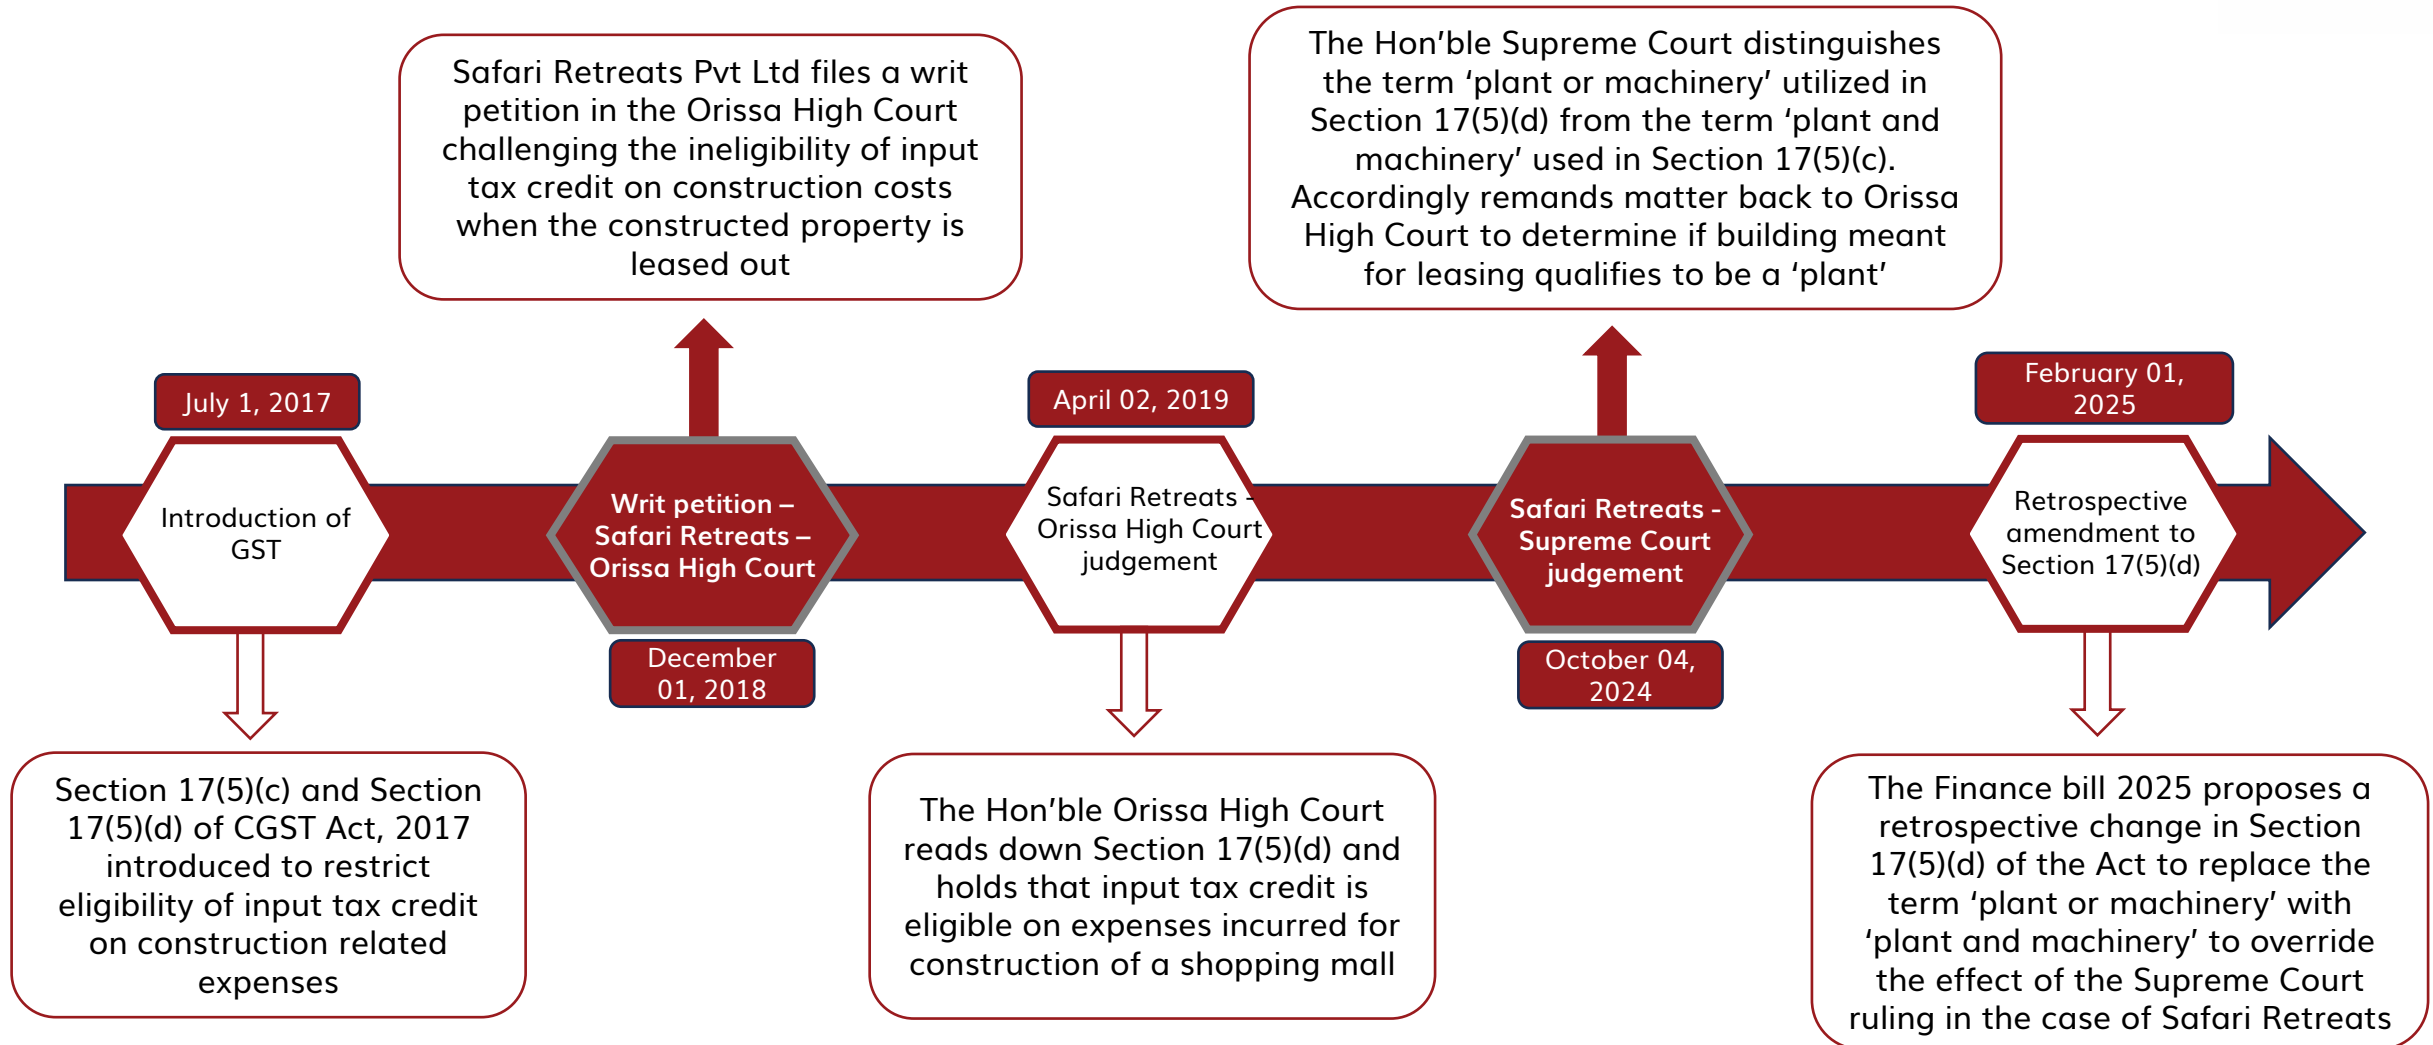 Safari Retreats Pvt Ltd files a writ
petition in the Orissa High Court
challenging the ineligibility of input
tax credit on construction costs
when the constructed property is
leased out
The Hon’ble Supreme Court distinguishes
the term ‘plant or machinery’ utilized in
Section 17(5)(d) from the term ‘plant and
machinery’ used in Section 17(5)(c).
Accordingly remands matter back to Orissa
High Court to determine if building meant
for leasing qualifies to be a ‘plant’
July 1, 2017
April 02, 2019
February 01,
2025
Introduction of
GST
Writ petition –
Safari Retreats –
Orissa High Court
Safari Retreats -
Orissa High Court
judgement
Safari Retreats -
Supreme Court
judgement
Retrospective
amendment to
Section 17(5)(d)
December
01, 2018
October 04,
2024
Section 17(5)(c) and Section
17(5)(d) of CGST Act, 2017
introduced to restrict
eligibility of input tax credit
on construction related
expenses
The Hon’ble Orissa High Court
reads down Section 17(5)(d) and
holds that input tax credit is
eligible on expenses incurred for
construction of a shopping mall
The Finance bill 2025 proposes a
retrospective change in Section
17(5)(d) of the Act to replace the
term ‘plant or machinery’ with
‘plant and machinery’ to override
the effect of the Supreme Court
ruling in the case of Safari Retreats